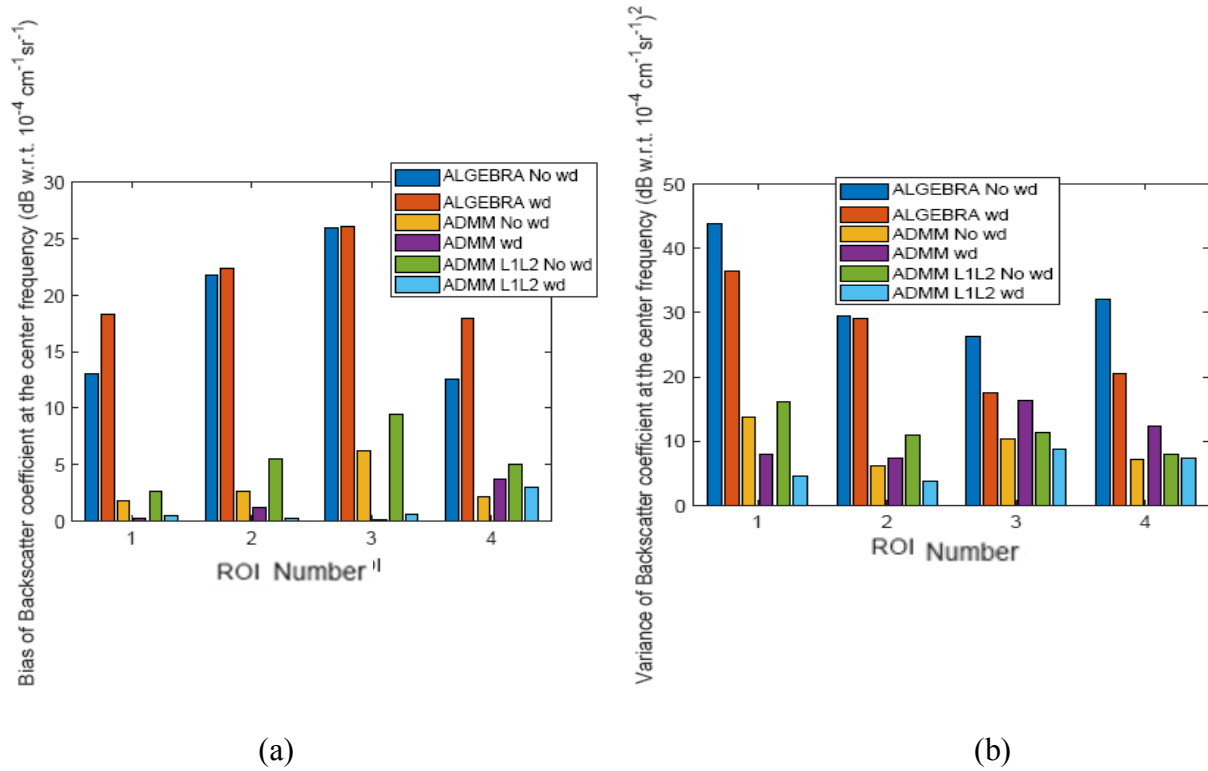 Bias of Backscatter coefficient at the center frequency (dB w.r.t. 10⁻⁴ cm⁻¹sr⁻¹)
30
25
20
15
10
5
0
ALGEBRA No wd
ALGEBRA wd
ADMM No wd
ADMM wd
ADMM L1L2 No wd
ADMM L1L2 wd
1 2 3 4
ROI Number
(a)
Variance of Backscatter coefficient at the center frequency (dB w.r.t. 10⁻⁴ cm⁻¹sr⁻¹)²
50
40
30
20
10
0
ALGEBRA No wd
ALGEBRA wd
ADMM No wd
ADMM wd
ADMM L1L2 No wd
ADMM L1L2 wd
1 2 3 4
ROI Number
(b)